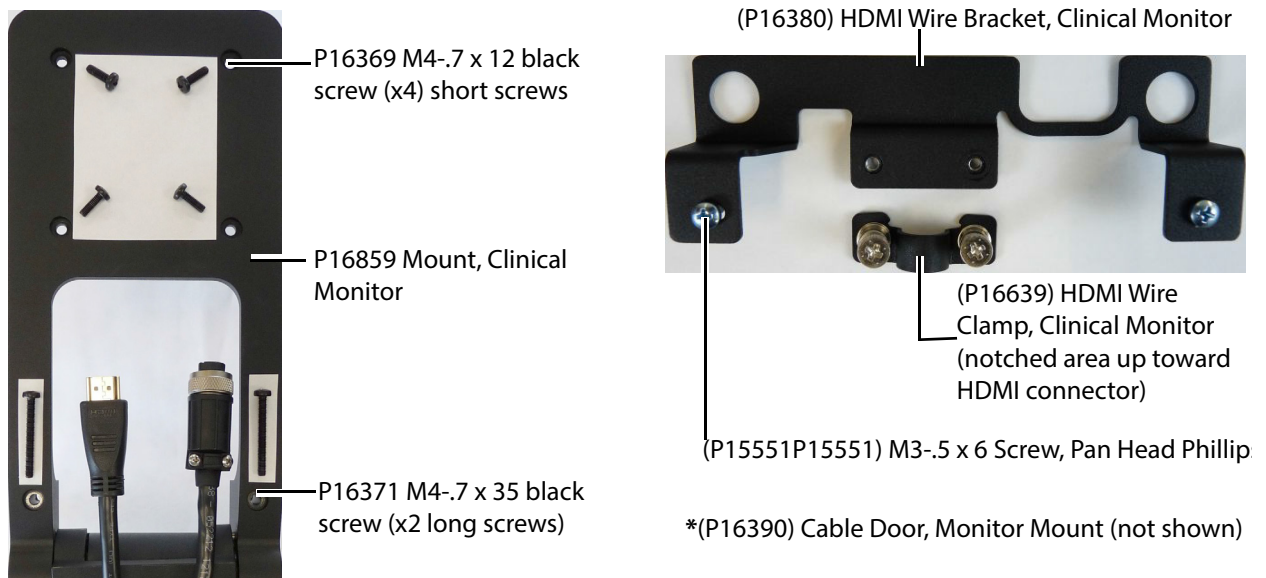 P16369 M4-.7 x 12 black
screw (x4) short screws
P16859 Mount, Clinical
Monitor
P16371 M4-.7 x 35 black
screw (x2 long screws)
(P16380) HDMI Wire Bracket, Clinical Monitor
(P16639) HDMI Wire
Clamp, Clinical Monitor
(notched area up toward
HDMI connector)
(P15551P15551) M3-.5 x 6 Screw, Pan Head Phillip
*(P16390) Cable Door, Monitor Mount (not shown)